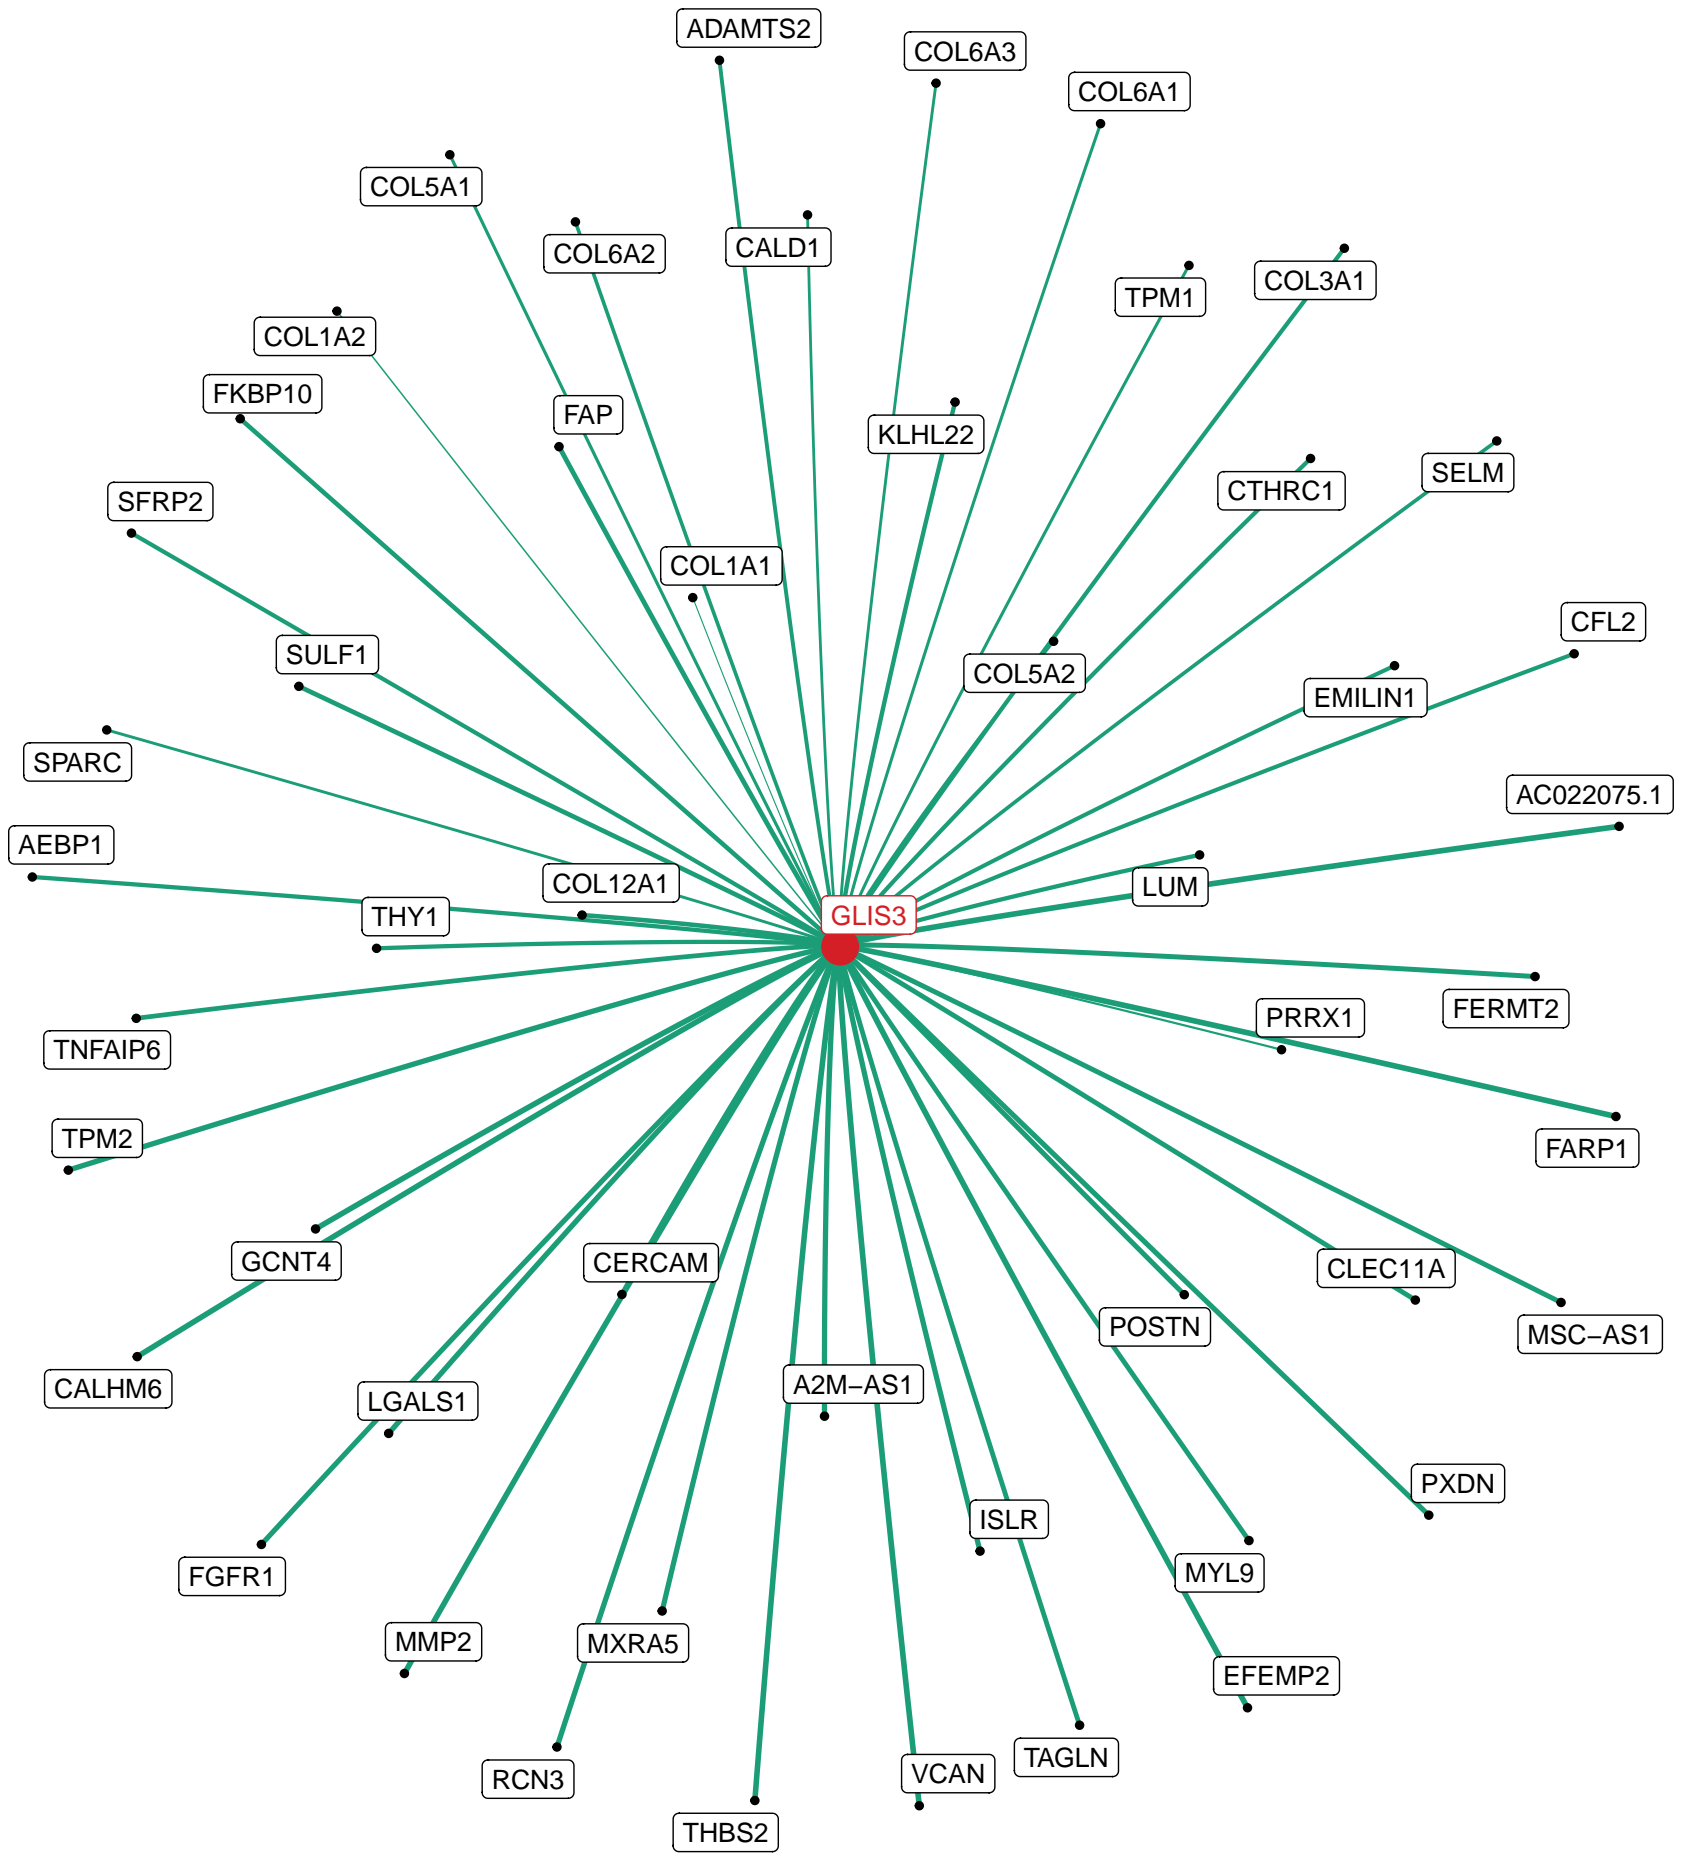 ADAMTS2
COL6A3
COL6A1
COL5A1
COL6A2
CALD1
TPM1
COL3A1
COL1A2
FKBP10
FAP
KLHL22
SELM
CTHRC1
SFRP2
COL1A1
CFL2
SULF1
COL5A2
EMILIN1
SPARC
AC022075.1
AEBP1
COL12A1
LUM
THY1
GLIS3
FERMT2
PRRX1
TNFAIP6
TPM2
FARP1
GCNT4
CERCAM
CLEC11A
POSTN
MSC−AS1
CALHM6
LGALS1
A2M−AS1
PXDN
ISLR
FGFR1
MYL9
MMP2
MXRA5
EFEMP2
TAGLN
RCN3
VCAN
THBS2